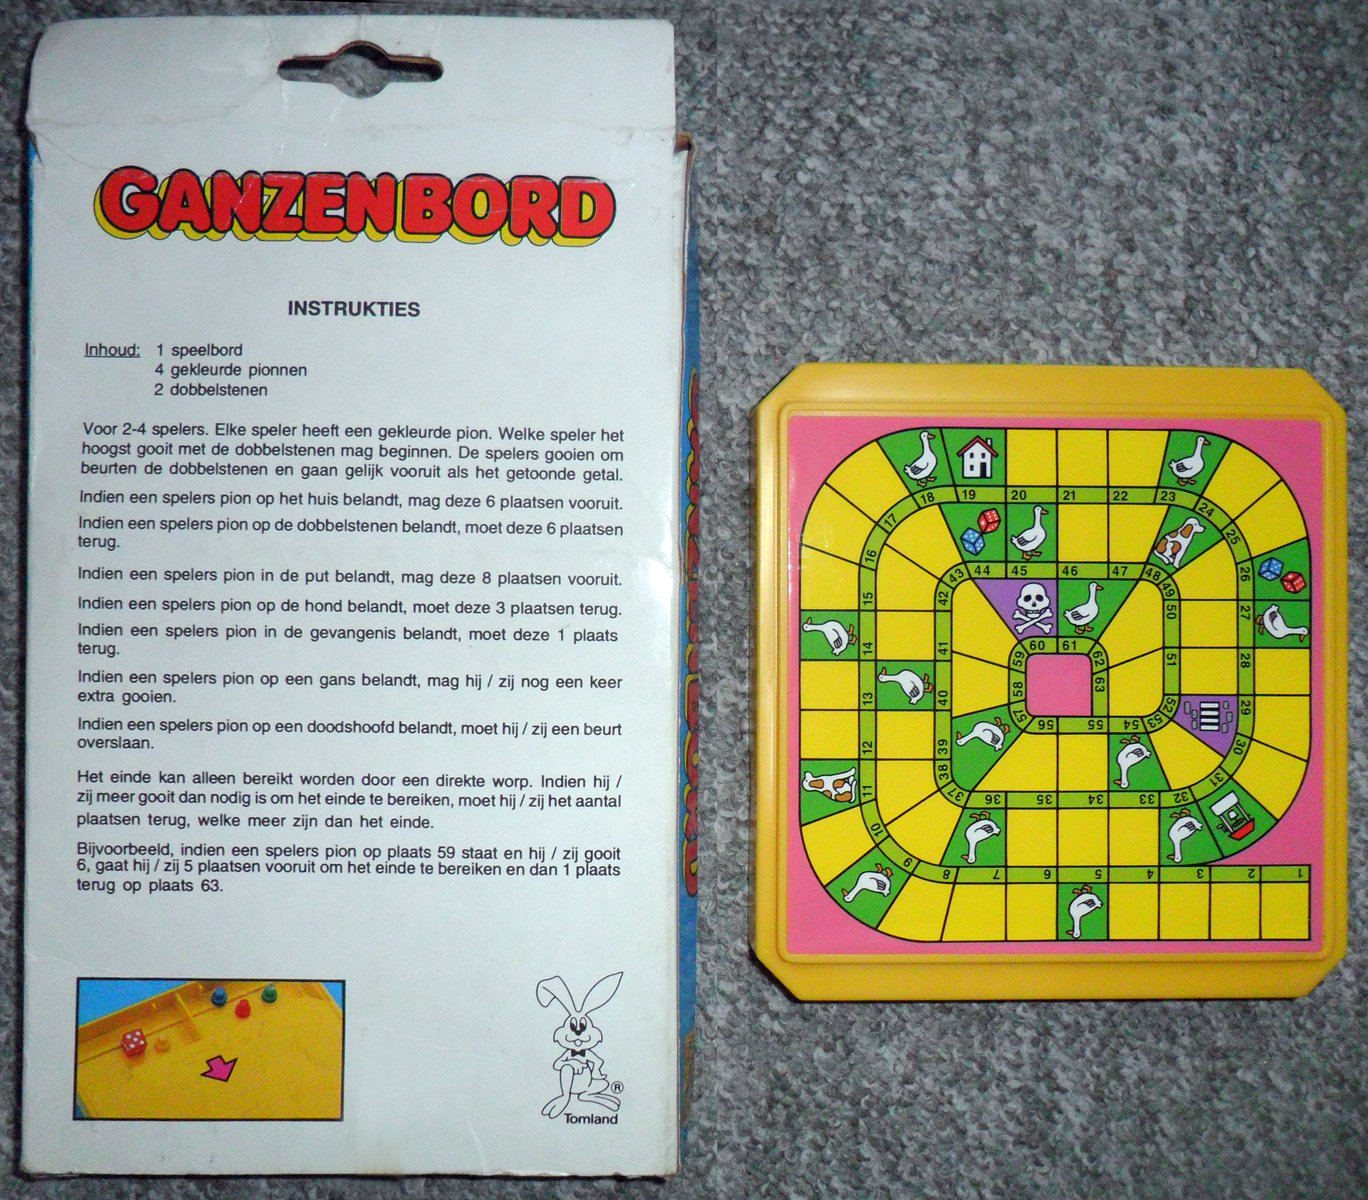 GANZENBORD
INSTRUKTIES
Inhoud: 1 speelbord
4 gekleurde pionnen
2 dobbelstenen
Voor 2-4 spelers. Elke speler heeft een gekleurde pion. Welke speler het
hoogst gooit met de dobbelstenen mag beginnen. De spelers gooien om
beurten de dobbelstenen en gaan gelijk vooruit als het getoonde getal.
Indien een spelers pion op het huis belandt, mag deze 6 plaatsen vooruit.
Indien een spelers pion op de dobbelstenen belandt, moet deze 6 plaatsen
terug.
Indien een spelers pion in de put belandt, mag deze 8 plaatsen vooruit.
Indien een spelers pion op de hond belandt, moet deze 3 plaatsen terug.
Indien een spelers pion in de gevangenis belandt, moet deze 1 plaats
terug.
Indien een spelers pion op een gans belandt, mag hij / zij nog een keer
extra gooien.
Indien een spelers pion op een doodshoofd belandt, moet hij / zij een beurt
overslaan.
Het einde kan alleen bereikt worden door een direkte worp. Indien hij /
zij meer gooit dan nodig is om het einde te bereiken, moet hij / zij het aantal
plaatsen terug, welke meer zijn dan het einde.
Bijvoorbeeld, indien een spelers pion op plaats 59 staat en hij / zij gooit
6, gaat hij / zij 5 plaatsen vooruit om het einde te bereiken en dan 1 plaats
terug op plaats 63.
®
Tomland
1
2
3
4
5
6
7
8
9
10
11
12
13
14
15
16
17
18
19
20
21
22
23
24
25
26
27
28
29
30
31
32
33
34
35
36
37
38
39
40
41
42
43
44
45
46
47
48
49
50
51
52
53
54
55
56
57
58
59
60
61
62
63